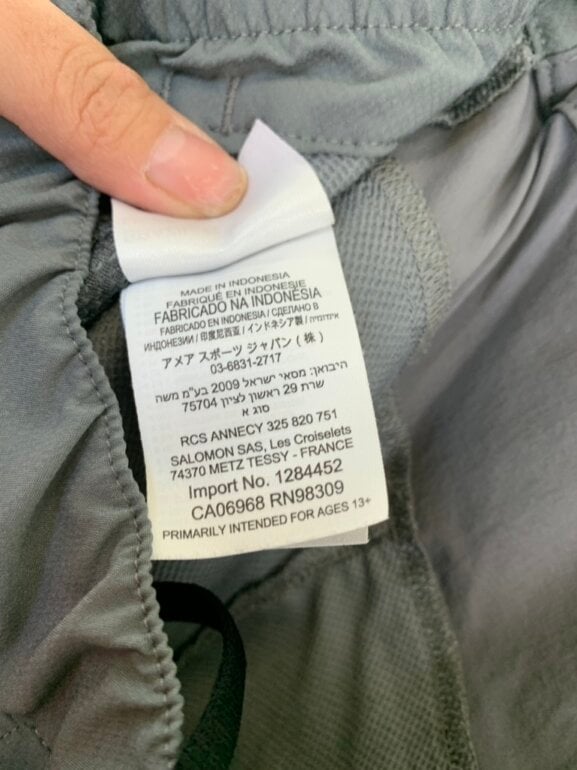 MADE IN INDONESIA
FABRIQUÉ EN INDONÉSIE
FABRICADO NA INDONÉSIA
FABRICADO EN INDONESIA / СДЕЛАНО В
ИНДОНЕЗИИ / 印度尼西亚 / インドネシア製 / אינדונזיה
アメア スポーツ ジャパン ( 株 )
03-6831-2717
היבואן: מסאי ישראל 2009 בע"מ משה
שרת 29 ראשון לציון 75704
סוג א
RCS ANNECY 325 820 751
SALOMON SAS, Les Croiselets
74370 METZ TESSY - FRANCE
Import No. 1284452
CA06968 RN98309
PRIMARILY INTENDED FOR AGES 13+